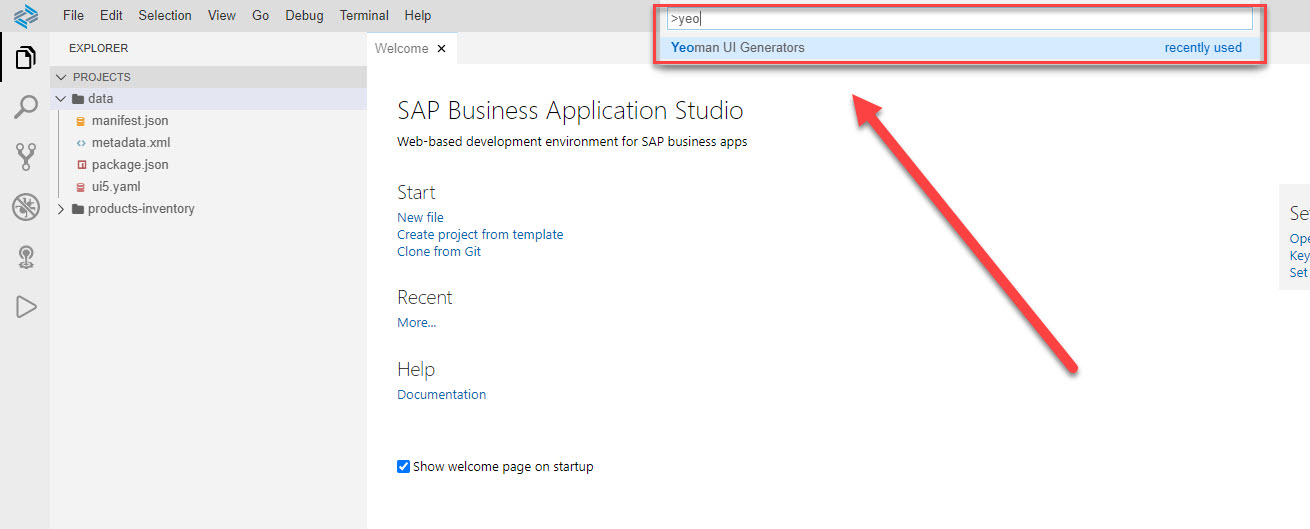 File Edit Selection View Go Debug Terminal Help
>yeo
Yeoman UI Generators recently used
EXPLORER
Welcome
PROJECTS
data
manifest.json
metadata.xml
package.json
ui5.yaml
products-inventory
SAP Business Application Studio
Web-based development environment for SAP business apps
Start
New file
Create project from template
Clone from Git
Recent
More...
Help
Documentation
Show welcome page on startup
Se
Ope
Key
Set